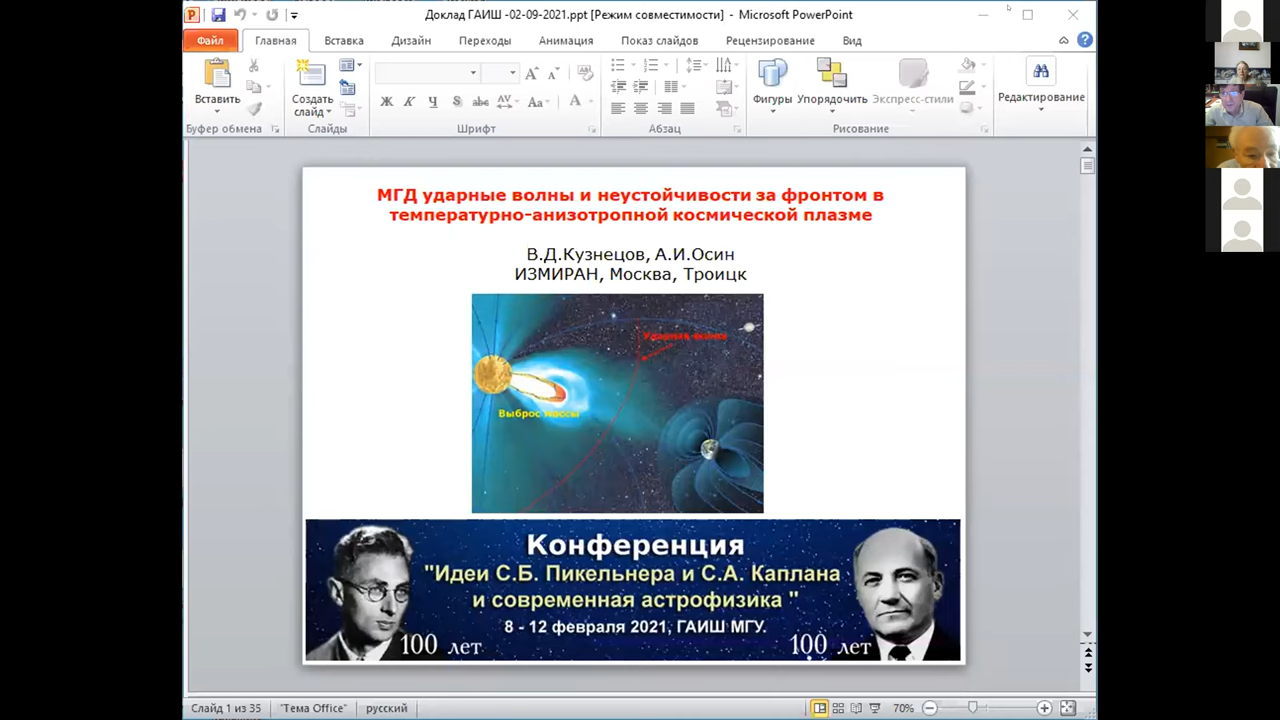 Доклад ГАИШ -02-09-2021.ppt [Режим совместимости] - Microsoft PowerPoint
Файл Главная Вставка Дизайн Переходы Анимация Показ слайдов Рецензирование Вид
Вставить
Создать слайд
Ж К Ч S abc AV Aa A
Фигуры Упорядочить Экспресс-стили
Редактирование
Буфер обмена Слайды Шрифт Абзац Рисование
МГД ударные волны и неустойчивости за фронтом в
температурно-анизотропной космической плазме
В.Д.Кузнецов, А.И.Осин
ИЗМИРАН, Москва, Троицк
Ударная волна
Выброс массы
Конференция
"Идеи С.Б. Пикельнера и С.А. Каплана
и современная астрофизика "
8 - 12 февраля 2021, ГАИШ МГУ.
100 лет 100 лет
Слайд 1 из 35 "Тема Office" русский 70%